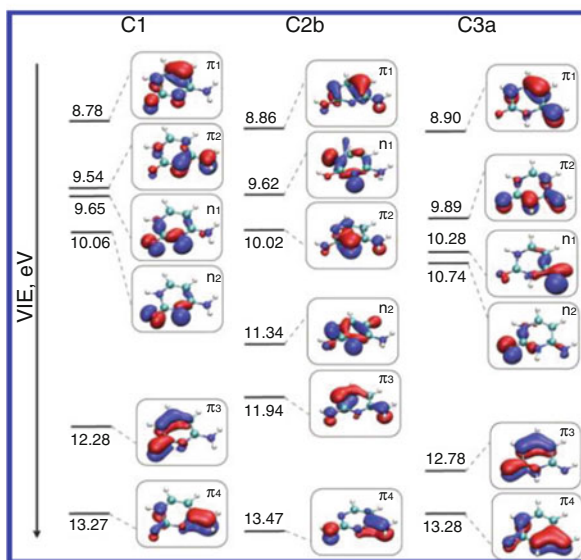 C1
C2b
C3a
VIE, eV
π1
8.78
π2
9.54
n1
9.65
10.06
n2
π3
12.28
π4
13.27
π1
8.86
n1
9.62
π2
10.02
n2
11.34
π3
11.94
π4
13.47
π1
8.90
π2
9.89
n1
10.28
10.74
n2
π3
12.78
π4
13.28